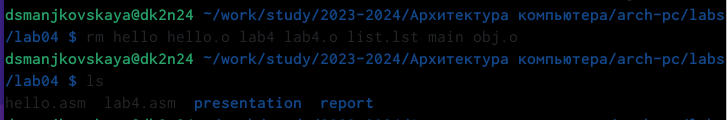 dsmanjkovskaya@dk2n24 ~/work/study/2023-2024/Архитектура компьютера/arch-pc/labs
/lab04 $ rm hello hello.o lab4 lab4.o list.lst main obj.o
dsmanjkovskaya@dk2n24 ~/work/study/2023-2024/Архитектура компьютера/arch-pc/labs
/lab04 $ ls
hello.asm  lab4.asm  presentation  report